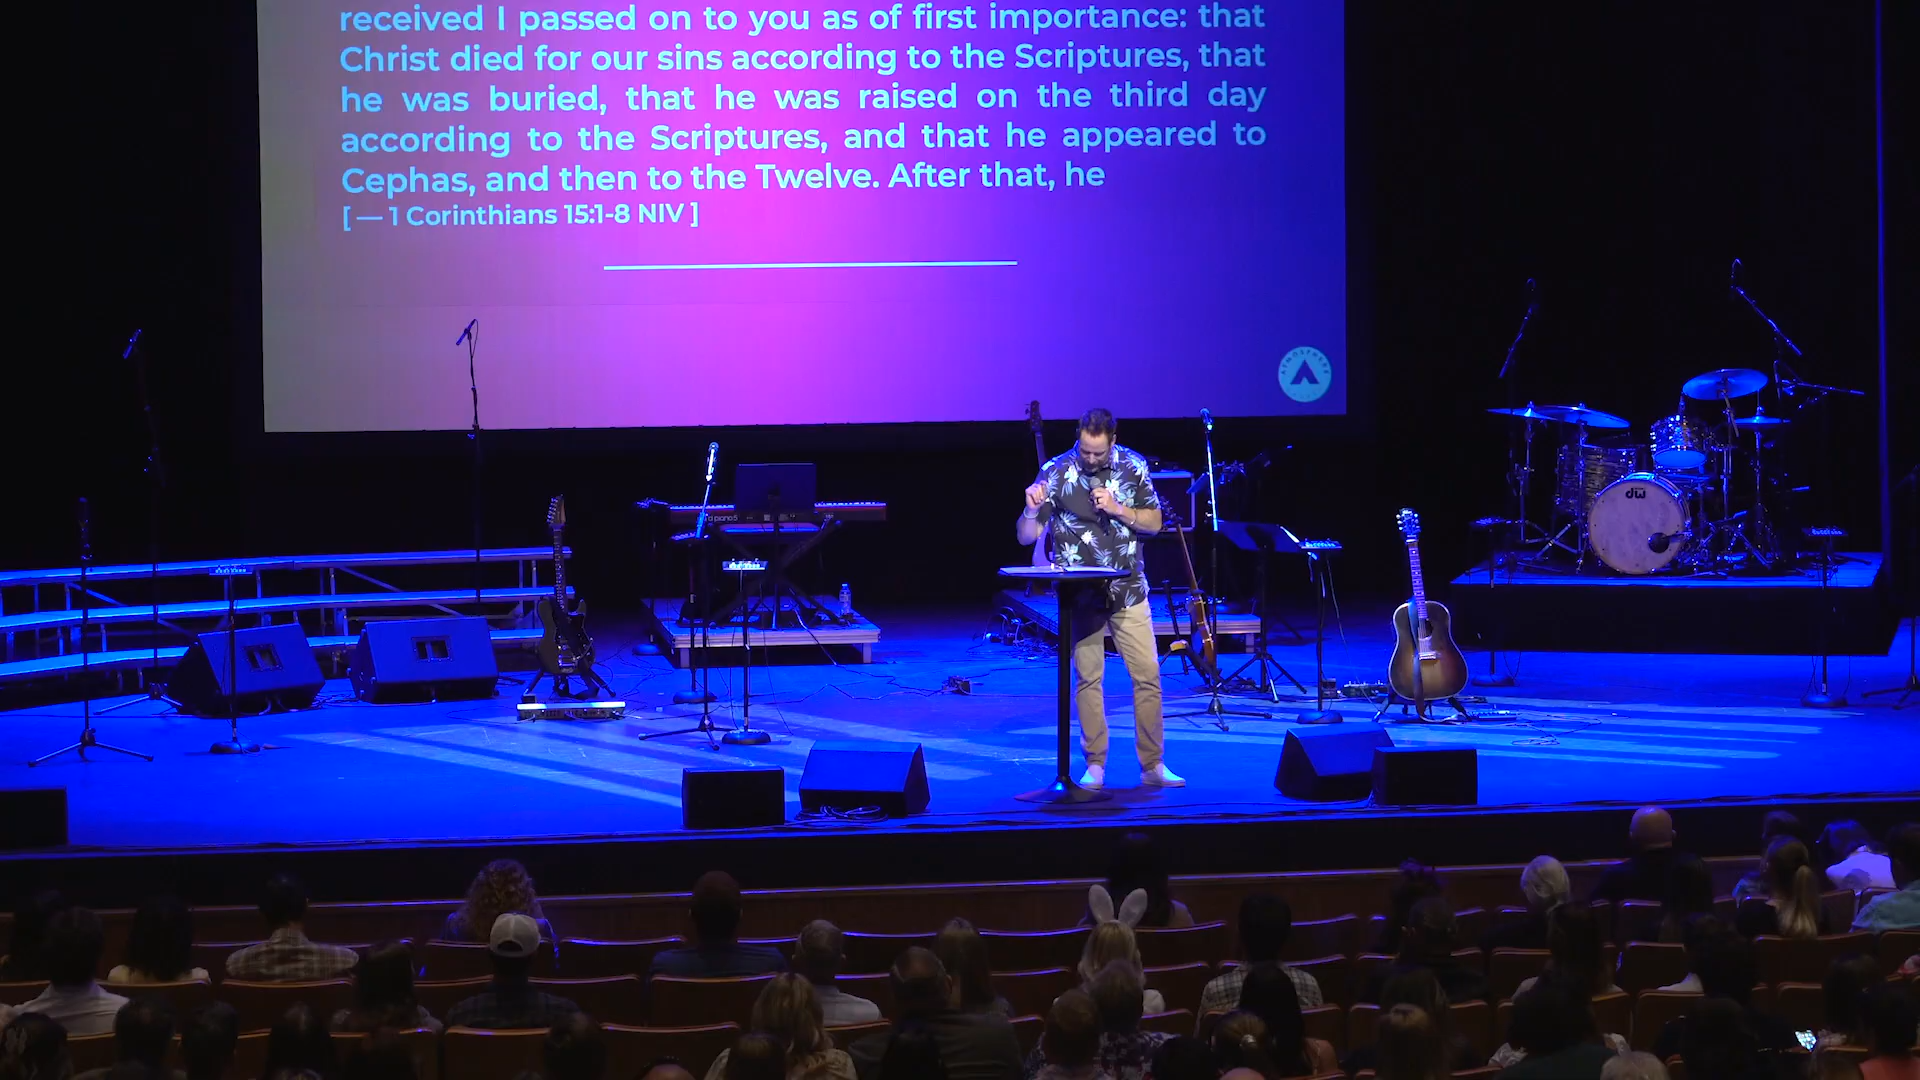 received I passed on to you as of first importance: that
Christ died for our sins according to the Scriptures, that
he was buried, that he was raised on the third day
according to the Scriptures, and that he appeared to
Cephas, and then to the Twelve. After that, he
[ — 1 Corinthians 15:1-8 NIV ]
ATMOSPHERE
dw